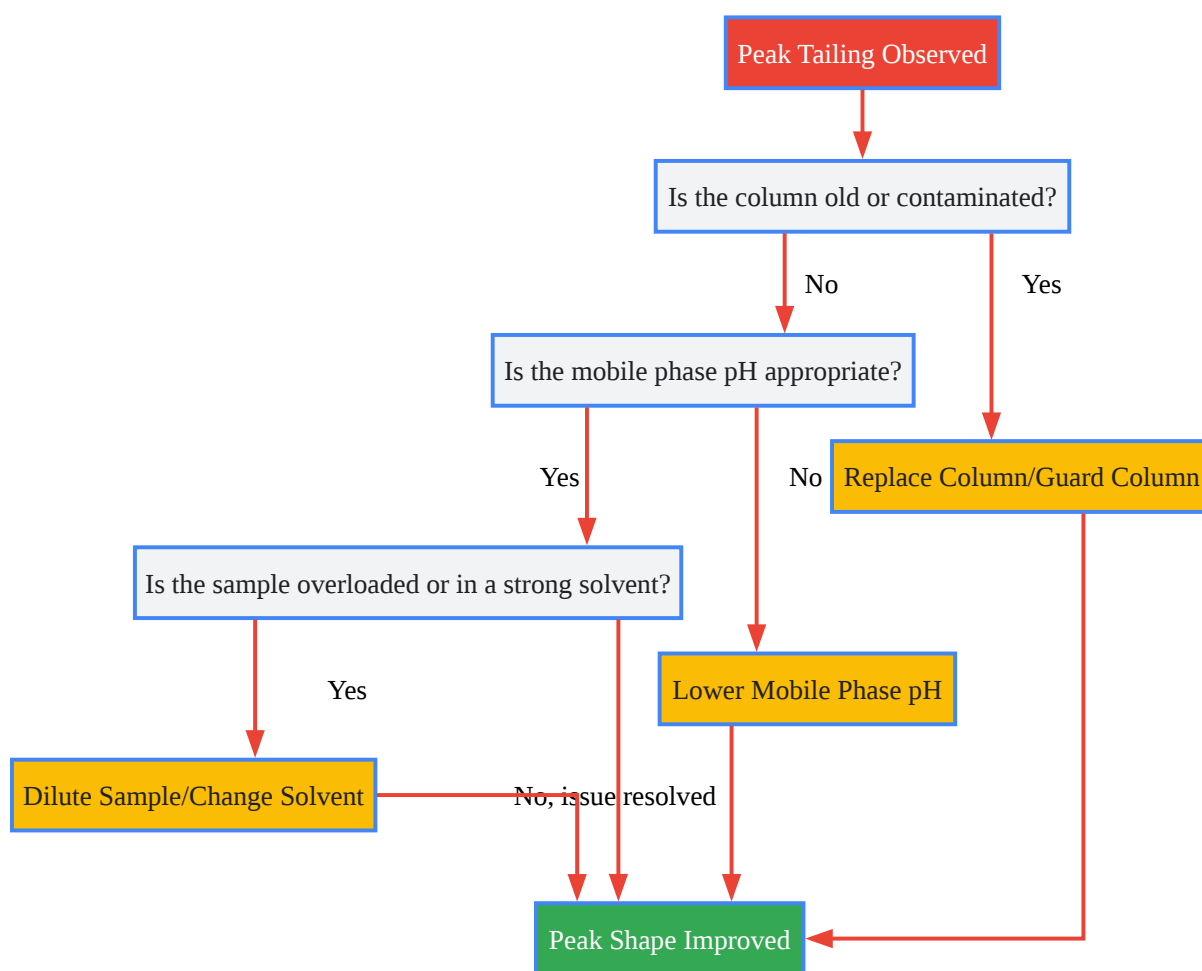 Peak Tailing Observed
Is the column old or contaminated?
No
Yes
Is the mobile phase pH appropriate?
Yes
No
Replace Column/Guard Column
Is the sample overloaded or in a strong solvent?
Yes
Lower Mobile Phase pH
Dilute Sample/Change Solvent
No, issue resolved
Peak Shape Improved